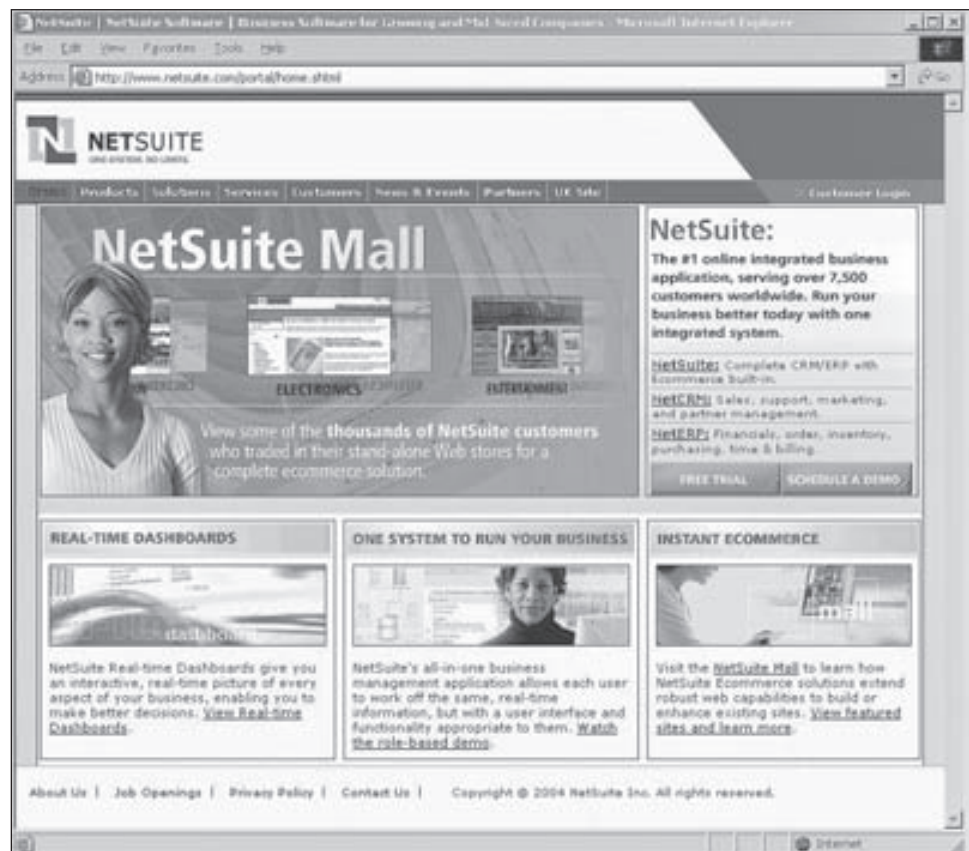 NetSuite | NetSuite Software | Business Software for Growing and Mid-Sized Companies - Microsoft Internet Explorer
File Edit View Favorites Tools Help
Address http://www.netsuite.com/portal/home.shtml Go
NETSUITE
ONE SYSTEM. NO LIMITS.
Home Products Solutions Services Customers News & Events Partners UK Site > Customer Login
NetSuite Mall
ELECTRONICS
ENTERTAINMENT
View some of the thousands of NetSuite customers
who traded in their stand-alone Web stores for a
complete ecommerce solution.
NetSuite:
The #1 online integrated business
application, serving over 7,500
customers worldwide. Run your
business better today with one
integrated system.
NetSuite: Complete CRM/ERP with
Ecommerce built-in.
NetCRM: Sales, support, marketing,
and partner management.
NetERP: Financials, order, inventory,
purchasing, time & billing.
FREE TRIAL SCHEDULE A DEMO
REAL-TIME DASHBOARDS
dashboard
NetSuite Real-time Dashboards give you
an interactive, real-time picture of every
aspect of your business, enabling you to
make better decisions. View Real-time
Dashboards.
ONE SYSTEM TO RUN YOUR BUSINESS
NetSuite's all-in-one business
management application allows each user
to work off the same, real-time
information, but with a user interface and
functionality appropriate to them. Watch
the role-based demo.
INSTANT ECOMMERCE
mall
Visit the NetSuite Mall to learn how
NetSuite Ecommerce solutions extend
robust web capabilities to build or
enhance existing sites. View featured
sites and learn more.
About Us | Job Openings | Privacy Policy | Contact Us | Copyright © 2004 NetSuite Inc. All rights reserved.
Internet